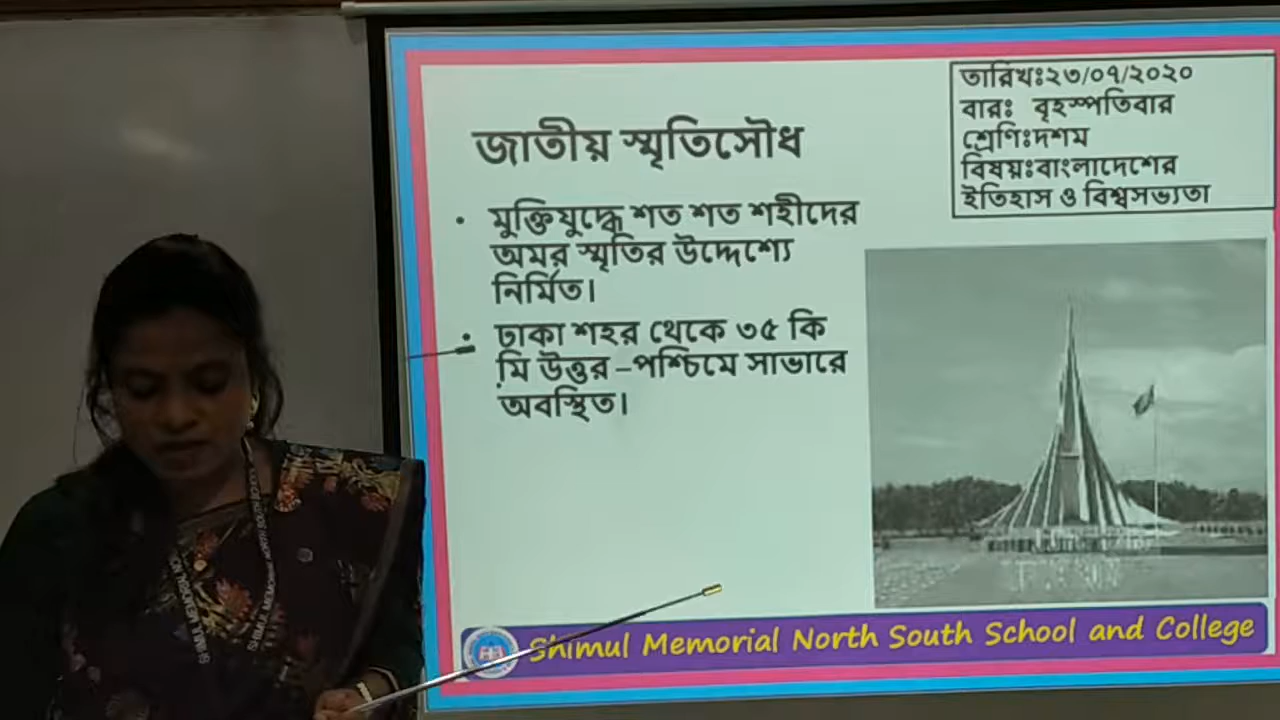 তারিখঃ২৩/০৭/২০২০
বারঃ বৃহস্পতিবার
শ্রেণিঃদশম
বিষয়ঃবাংলাদেশের
ইতিহাস ও বিশ্বসভ্যতা
জাতীয় স্মৃতিসৌধ
• মুক্তিযুদ্ধে শত শত শহীদের
অমর স্মৃতির উদ্দেশ্যে
নির্মিত।
• ঢাকা শহর থেকে ৩৫ কি
মি উত্তর –পশ্চিমে সাভারে
অবস্থিত।
Shimul Memorial North South School and College